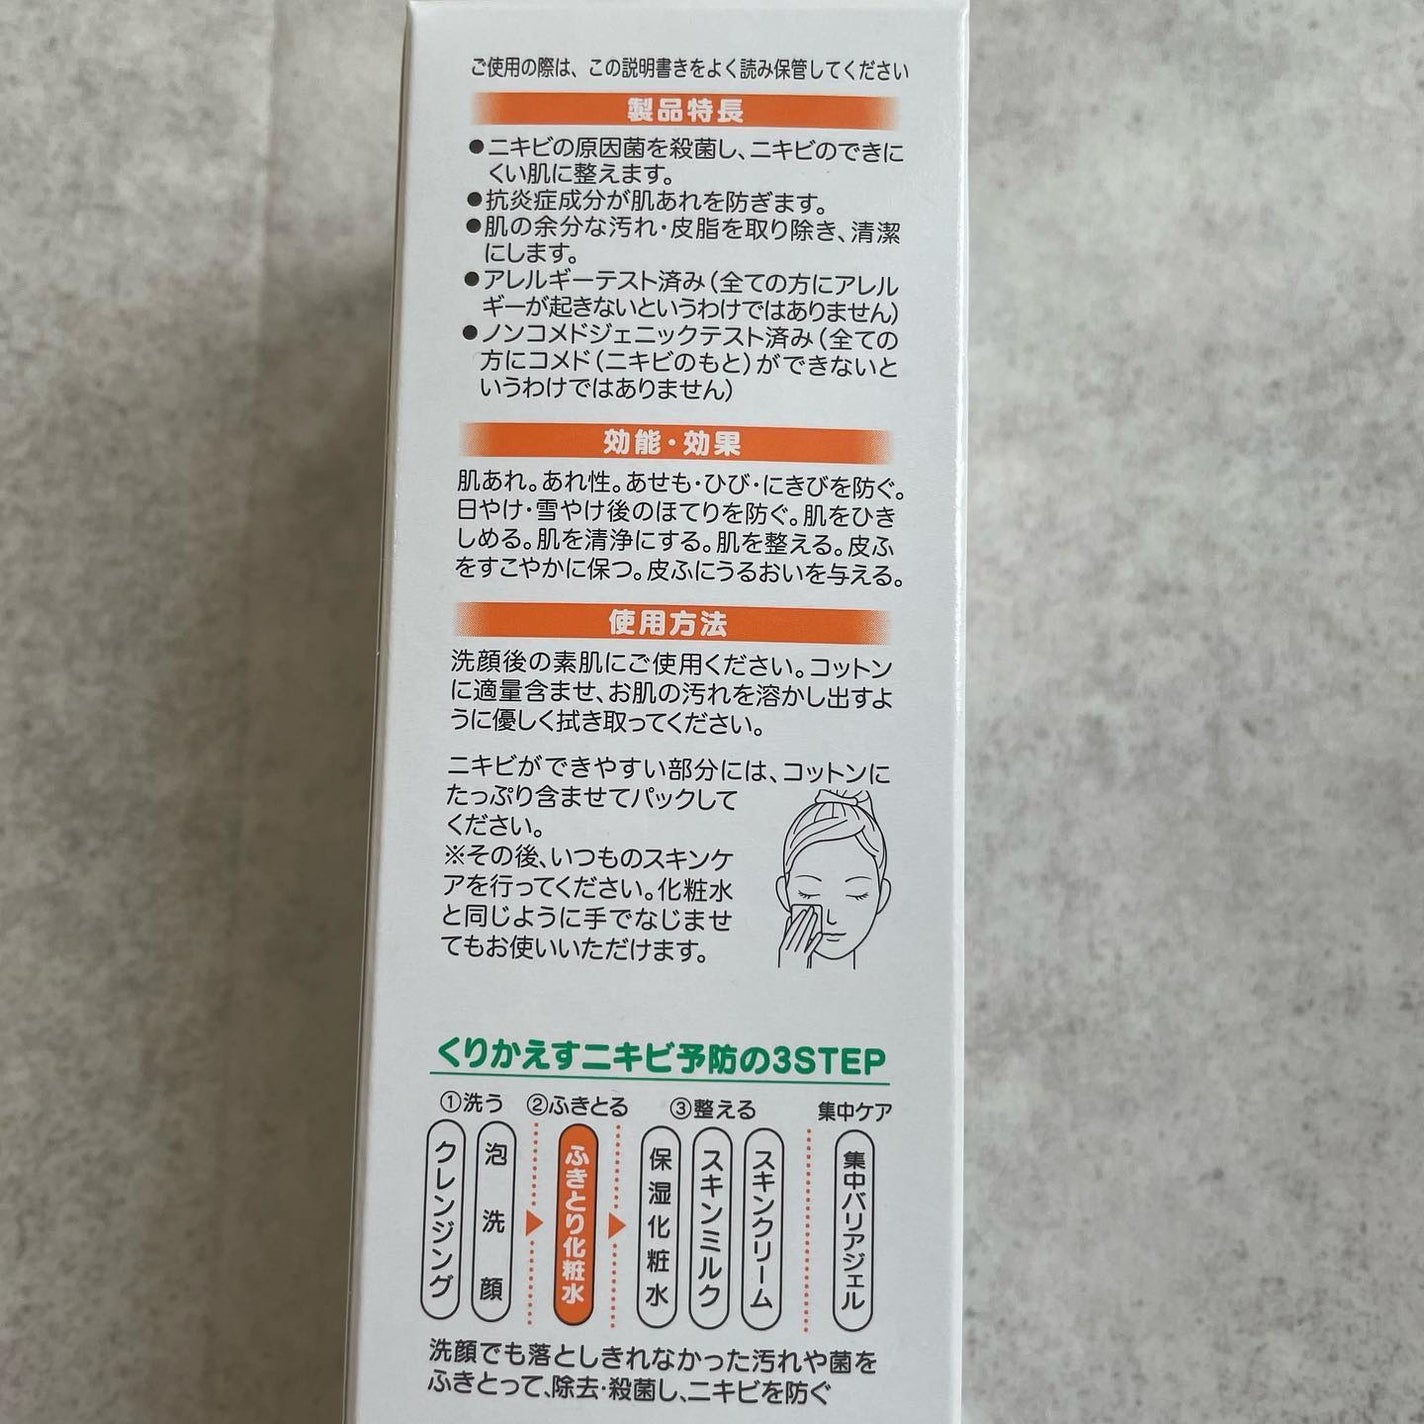 ご使用の際は、この説明書きをよく読み保管してください
製品特長
●ニキビの原因菌を殺菌し、ニキビのできに
くい肌に整えます。
●抗炎症成分が肌あれを防ぎます。
●肌の余分な汚れ・皮脂を取り除き、清潔
にします。
●アレルギーテスト済み（全ての方にアレル
ギーが起きないというわけではありません）
●ノンコメドジェニックテスト済み（全ての
方にコメド（ニキビのもと）ができないと
いうわけではありません）
効能・効果
肌あれ。あれ性。あせも・ひび・にきびを防ぐ。
日やけ・雪やけ後のほてりを防ぐ。肌をひき
しめる。肌を清浄にする。肌を整える。皮ふ
をすこやかに保つ。皮ふにうるおいを与える。
使用方法
洗顔後の素肌にご使用ください。コットン
に適量含ませ、お肌の汚れを溶かし出すよ
うに優しく拭き取ってください。
ニキビができやすい部分には、コットンに
たっぷり含ませてパックして
ください。
※その後、いつものスキンケ
アを行ってください。化粧水
と同じように手でなじませ
てもお使いいただけます。
くりかえすニキビ予防の3STEP
①洗う ②ふきとる ③整える 集中ケア
クレンジング
泡洗顔
ふきとり化粧水
保湿化粧水
スキンミルク
スキンクリーム
集中バリアジェル
洗顔でも落としきれなかった汚れや菌を
ふきとって、除去・殺菌し、ニキビを防ぐ